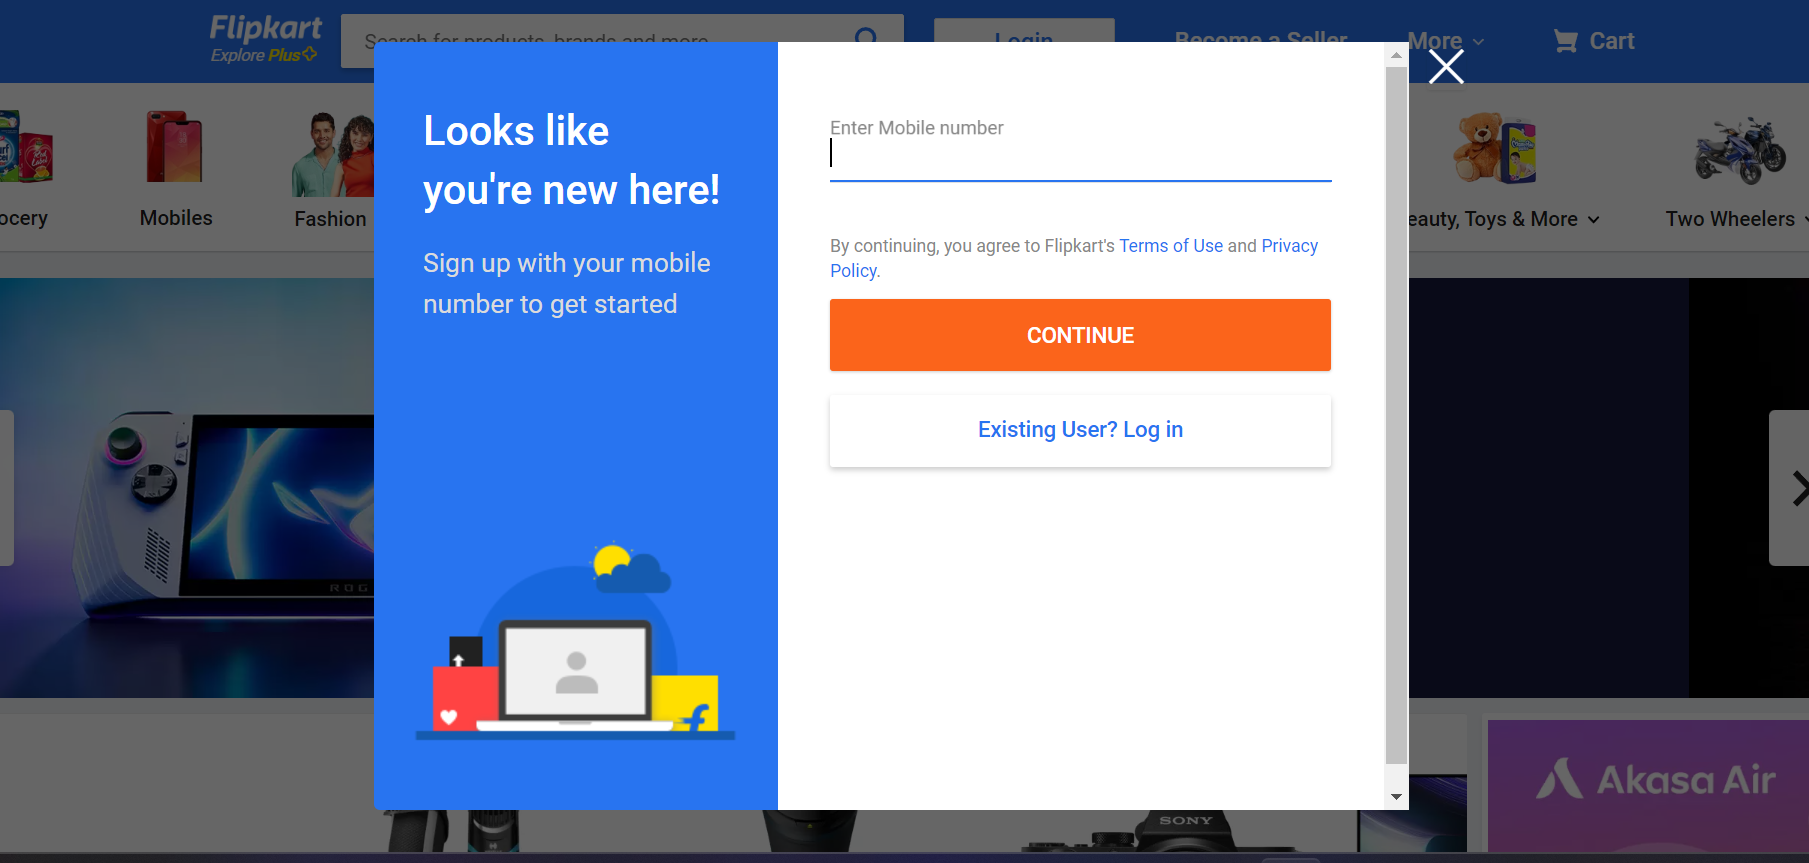 Flipkart
Explore Plus
Search for products, brands and more
Login
Become a Seller
More
Cart
Mobiles
Fashion
Toys & More
Two Wheelers
Looks like
you're new here!
Sign up with your mobile
number to get started
Enter Mobile number
By continuing, you agree to Flipkart's Terms of Use and Privacy
Policy.
CONTINUE
Existing User? Log in
ROG
Akasa Air
SONY